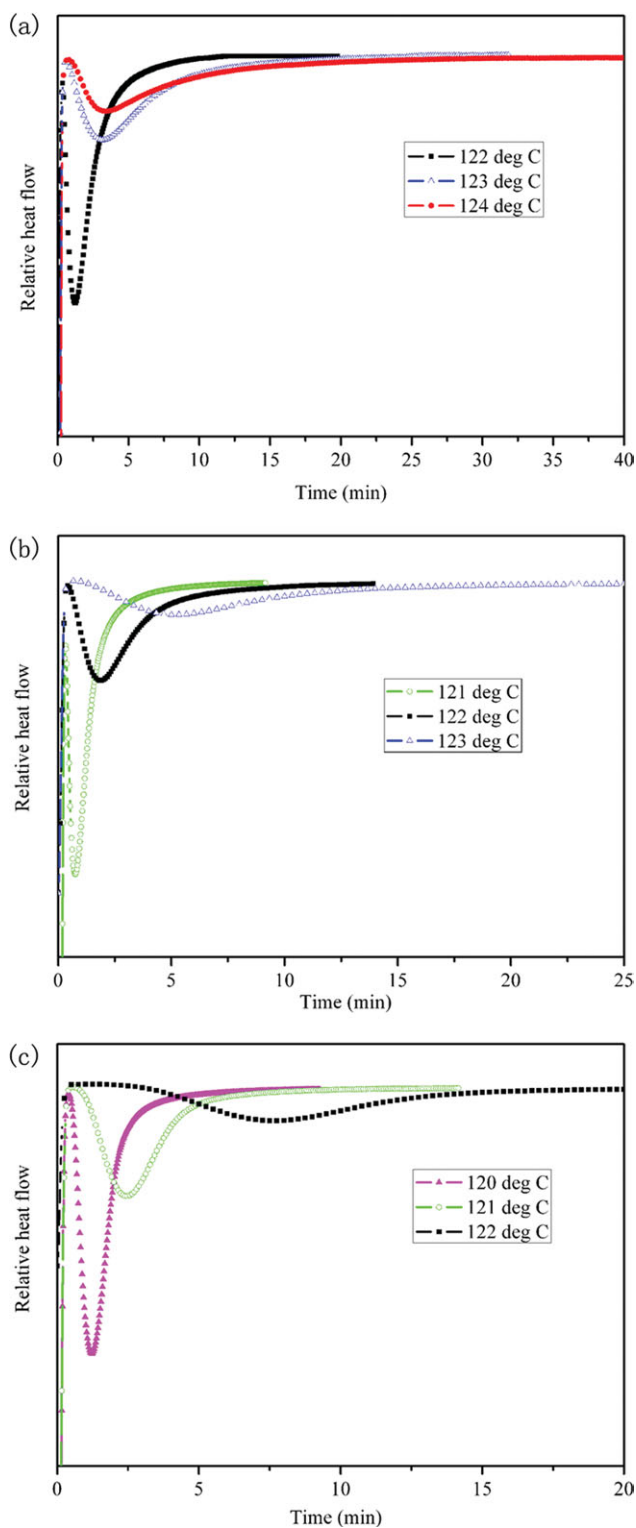 (a)
Relative heat flow
122 deg C
123 deg C
124 deg C
0 5 10 15 20 25 30 35 40
Time (min)
(b)
Relative heat flow
121 deg C
122 deg C
123 deg C
0 5 10 15 20 25
Time (min)
(c)
Relative heat flow
120 deg C
121 deg C
122 deg C
0 5 10 15 20
Time (min)